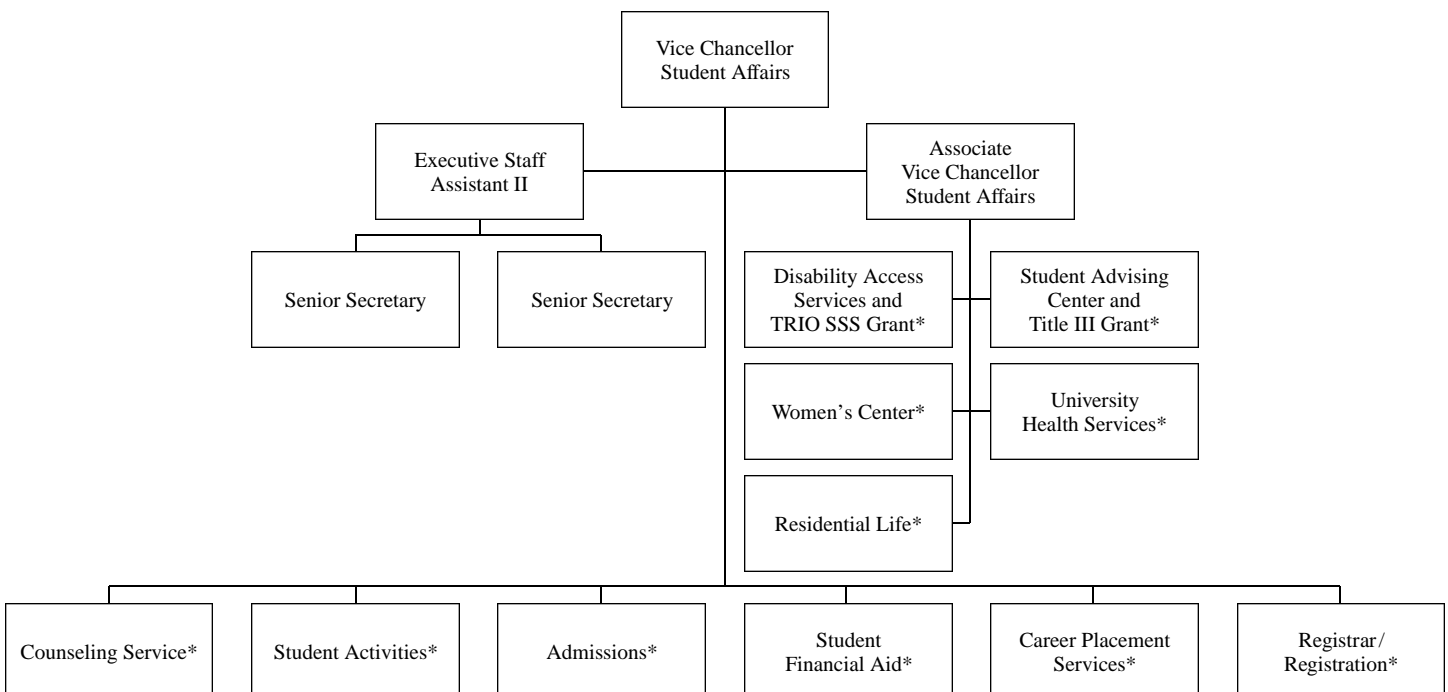 Vice Chancellor
Student Affairs
Executive Staff
Assistant II
Associate
Vice Chancellor
Student Affairs
Senior Secretary
Senior Secretary
Disability Access
Services and
TRIO SSS Grant*
Student Advising
Center and
Title III Grant*
Women’s Center*
University
Health Services*
Residential Life*
Counseling Service*
Student Activities*
Admissions*
Student
Financial Aid*
Career Placement
Services*
Registrar/
Registration*